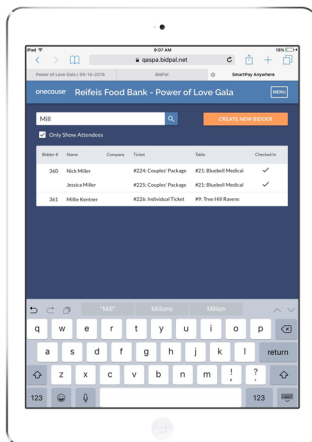 iPad 9:07 AM 18%
qaspa.bidpal.net
Power of Love Gala | 09-15-2018 BidPal SmartPay Anywhere
onecause Reifeis Food Bank - Power of Love Gala MENU
Mill CREATE NEW BIDDER
Only Show Attendees
Bidder # Name Company Ticket Table Checked In
360 Nick Miller #224: Couples' Package #21: Bluebell Medical
Jessica Miller #225: Couples' Package #21: Bluebell Medical
361 Millie Kentner #226: Individual Ticket #9: Tree Hill Ravens
"Mill" Millions Million
q w e r t y u i o p
a s d f g h j k l return
z x c v b n m ! , ? .
123 123